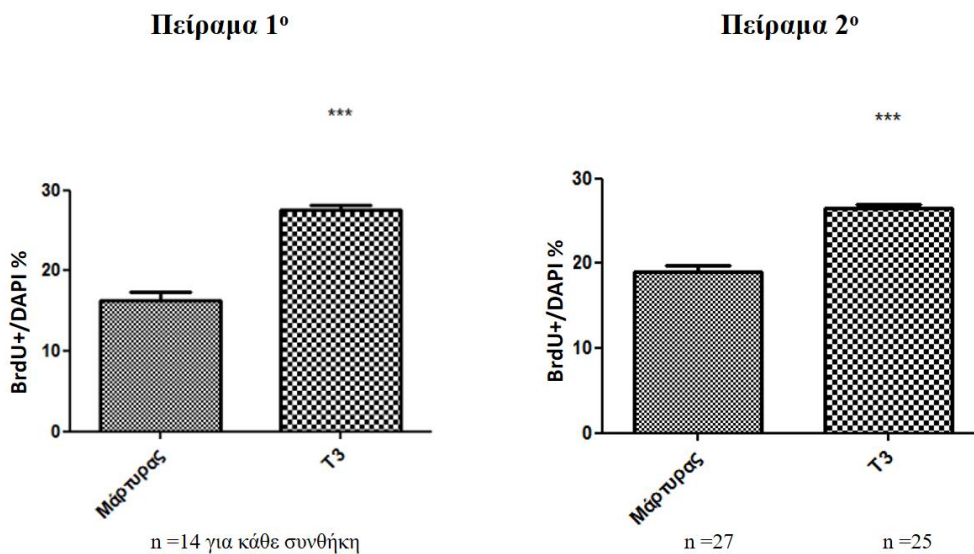 Πείραμα 1ο
Πείραμα 2ο
***
***
BrdU+/DAPI %
30
20
10
0
Μάρτυρας
T3
n =14 για κάθε συνθήκη
BrdU+/DAPI %
30
20
10
0
Μάρτυρας
T3
n =27
n =25